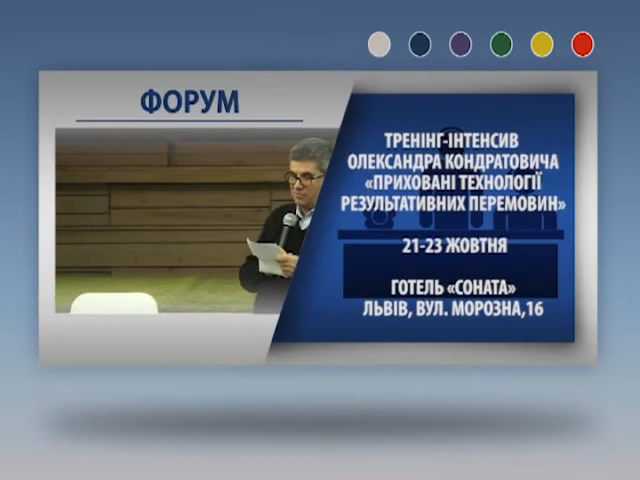 ФОРУМ
ТРЕНІНГ-ІНТЕНСИВ
ОЛЕКСАНДРА КОНДРАТОВИЧА
«ПРИХОВАНІ ТЕХНОЛОГІЇ
РЕЗУЛЬТАТИВНИХ ПЕРЕМОВИН»
21-23 ЖОВТНЯ
ГОТЕЛЬ «СОНАТА»
ЛЬВІВ, ВУЛ. МОРОЗНА,16